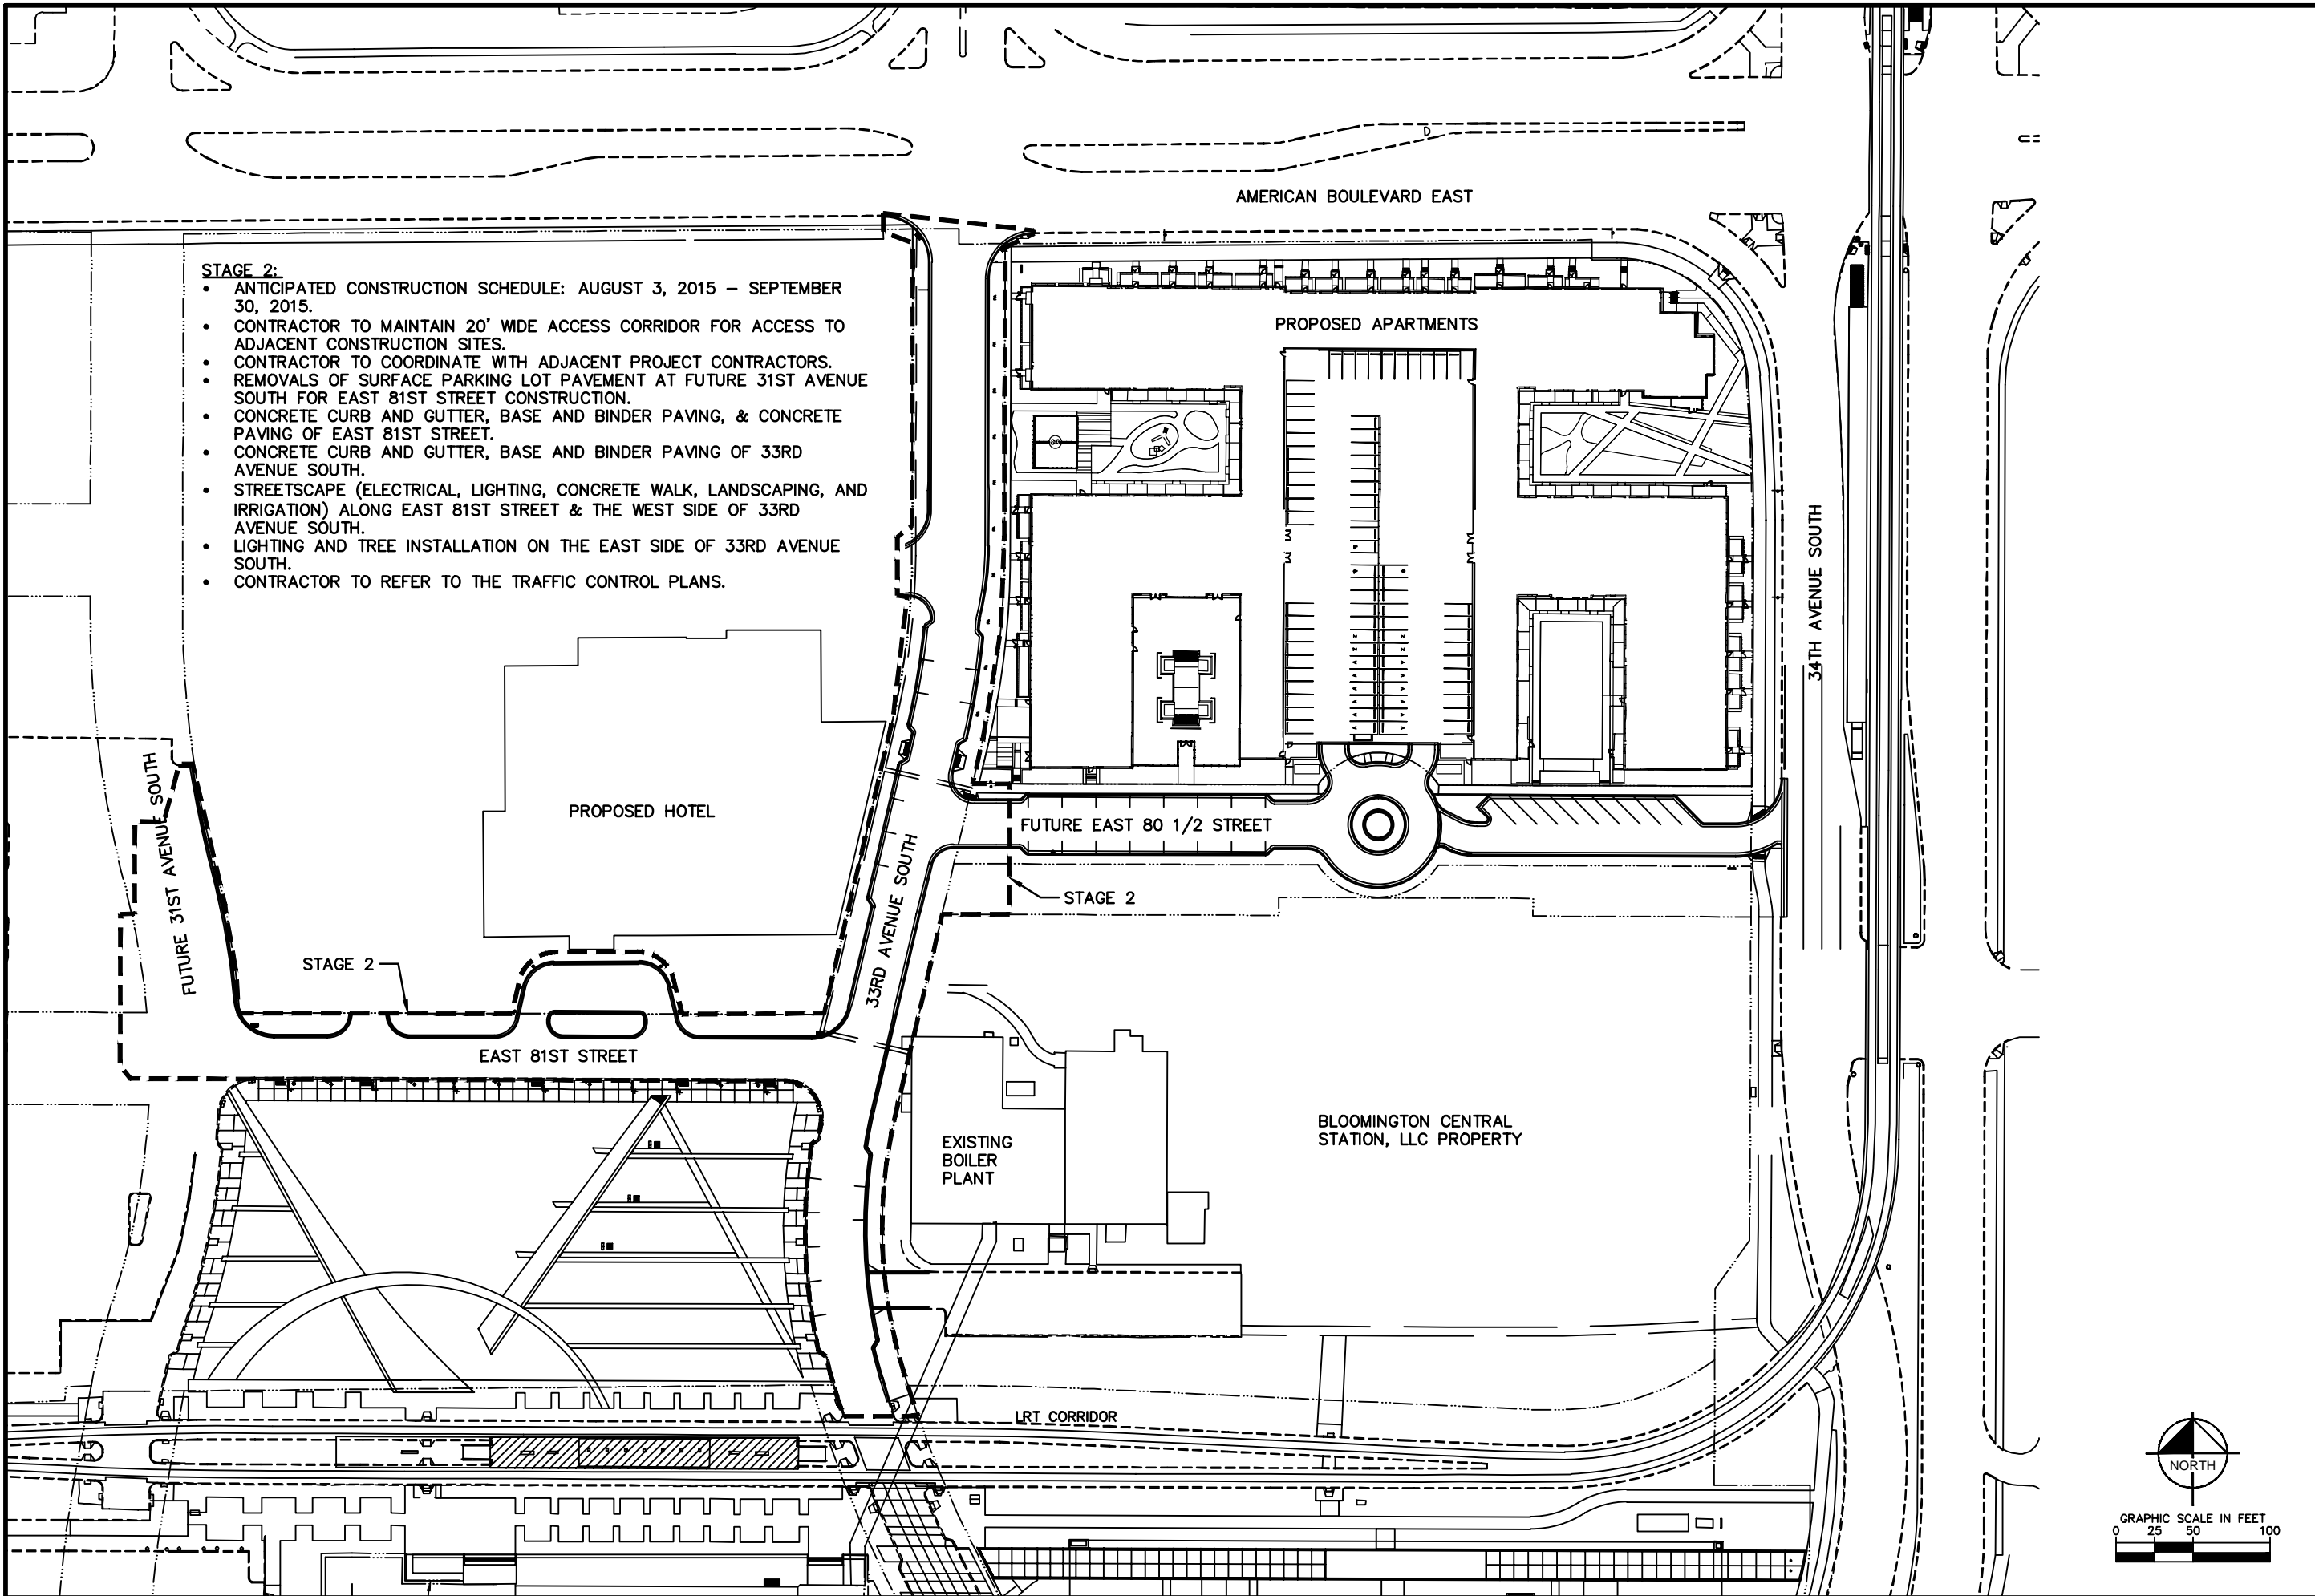 AMERICAN BOULEVARD EAST
STAGE 2:
• ANTICIPATED CONSTRUCTION SCHEDULE: AUGUST 3, 2015 – SEPTEMBER
30, 2015.
• CONTRACTOR TO MAINTAIN 20' WIDE ACCESS CORRIDOR FOR ACCESS TO
ADJACENT CONSTRUCTION SITES.
• CONTRACTOR TO COORDINATE WITH ADJACENT PROJECT CONTRACTORS.
• REMOVALS OF SURFACE PARKING LOT PAVEMENT AT FUTURE 31ST AVENUE
SOUTH FOR EAST 81ST STREET CONSTRUCTION.
• CONCRETE CURB AND GUTTER, BASE AND BINDER PAVING, & CONCRETE
PAVING OF EAST 81ST STREET.
• CONCRETE CURB AND GUTTER, BASE AND BINDER PAVING OF 33RD
AVENUE SOUTH.
• STREETSCAPE (ELECTRICAL, LIGHTING, CONCRETE WALK, LANDSCAPING, AND
IRRIGATION) ALONG EAST 81ST STREET & THE WEST SIDE OF 33RD
AVENUE SOUTH.
• LIGHTING AND TREE INSTALLATION ON THE EAST SIDE OF 33RD AVENUE
SOUTH.
• CONTRACTOR TO REFER TO THE TRAFFIC CONTROL PLANS.
PROPOSED APARTMENTS
34TH AVENUE SOUTH
PROPOSED HOTEL
FUTURE EAST 80 1/2 STREET
FUTURE 31ST AVENUE SOUTH
33RD AVENUE SOUTH
STAGE 2
STAGE 2
EAST 81ST STREET
EXISTING
BOILER
PLANT
BLOOMINGTON CENTRAL
STATION, LLC PROPERTY
LRT CORRIDOR
NORTH
GRAPHIC SCALE IN FEET
0 25 50 100